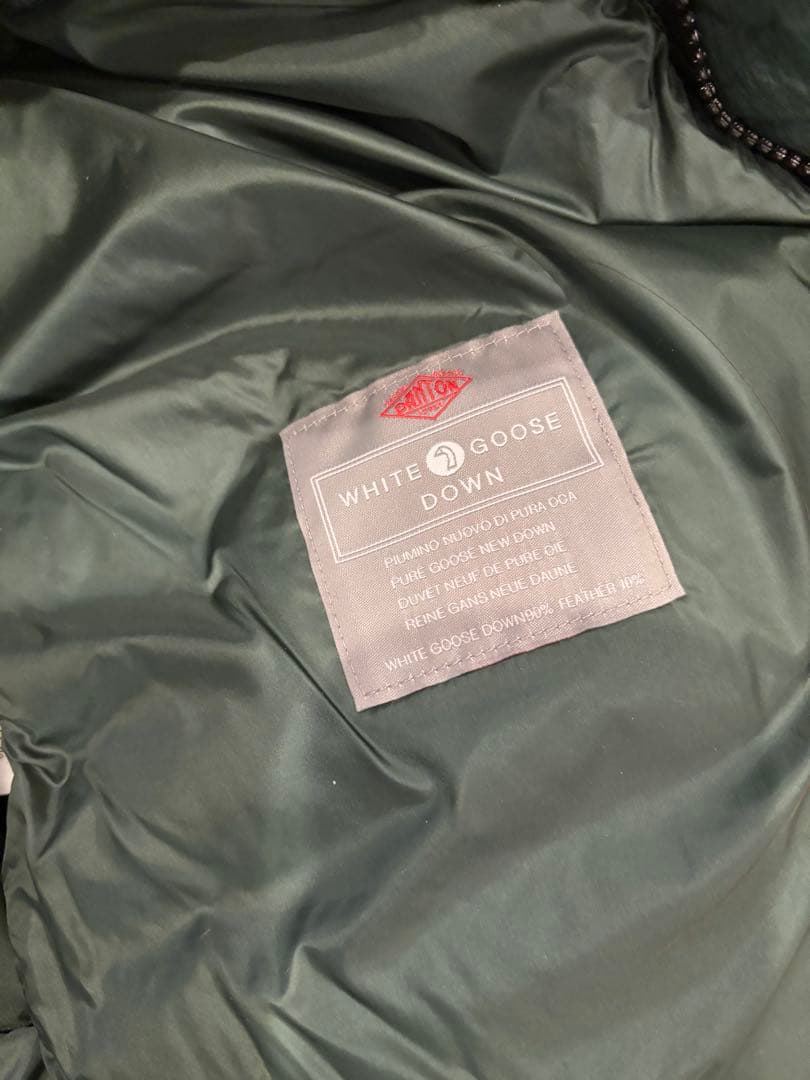 DANTON
WHITE GOOSE
DOWN
PIUMINO NUOVO DI PURA OCA
PURE GOOSE NEW DOWN
DUVET NEUF DE PURE OIE
REINE GANS NEUE DAUNE
WHITE GOOSE DOWN90% FEATHER 10%